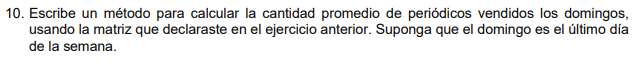 10. Escribe un método para calcular la cantidad promedio de periódicos vendidos los domingos,
usando la matriz que declaraste en el ejercicio anterior. Suponga que el domingo es el último día
de la semana.